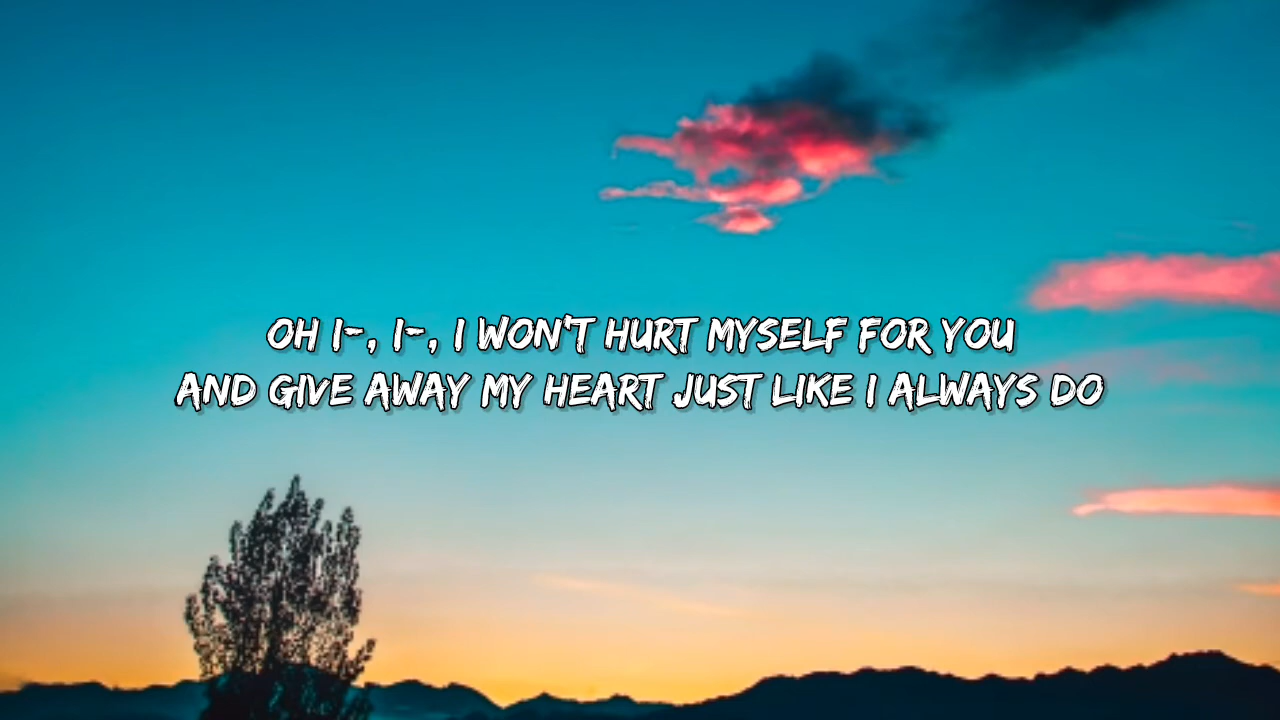 OH I-, I-, I WON'T HURT MYSELF FOR YOU
AND GIVE AWAY MY HEART JUST LIKE I ALWAYS DO